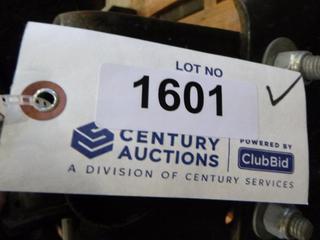 LOT NO
1601
CENTURY
AUCTIONS
POWERED BY
ClubBid
A DIVISION OF CENTURY SERVICES